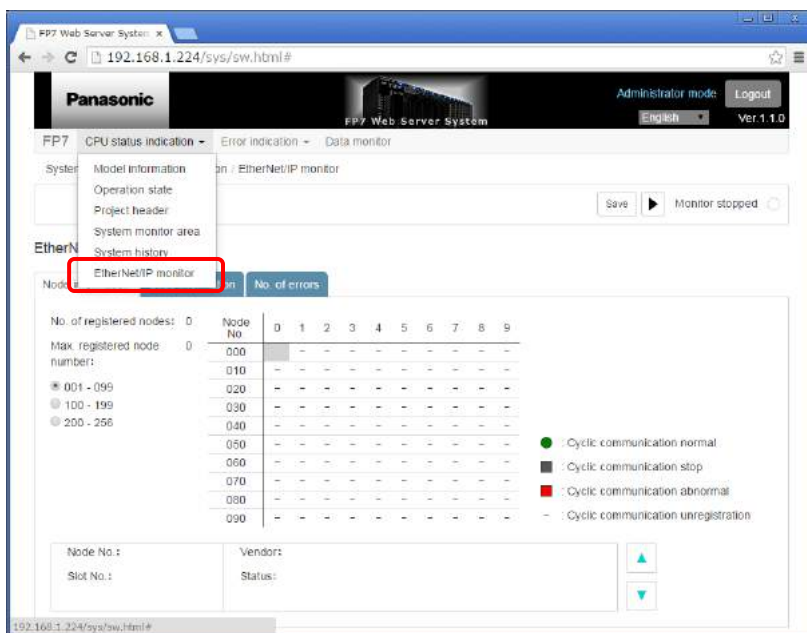 FP7 Web Server System ×
192.168.1.224/sys/sw.html#
Panasonic
FP7 Web Server System
Administrator mode Logout
English Ver.1.1.0
FP7 CPU status indication Error indication Data monitor
System / EtherNet/IP monitor
Model information
Operation state
Project header
System monitor area
System history
EtherNet/IP monitor
Save Monitor stopped
EtherN
No. of errors
No. of registered nodes: 0
Max. registered node number: 0
001 - 099
100 - 199
200 - 256
Node No. 0 1 2 3 4 5 6 7 8 9
000 - - - - - - - - -
010 - - - - - - - - - -
020 - - - - - - - - - -
030 - - - - - - - - - -
040 - - - - - - - - - -
050 - - - - - - - - - -
060 - - - - - - - - - -
070 - - - - - - - - - -
080 - - - - - - - - - -
090 - - - - - - - - - -
: Cyclic communication normal
: Cyclic communication stop
: Cyclic communication abnormal
- : Cyclic communication unregistration
Node No.: Vendor:
Slot No.: Status:
192.168.1.224/sys/sw.html#